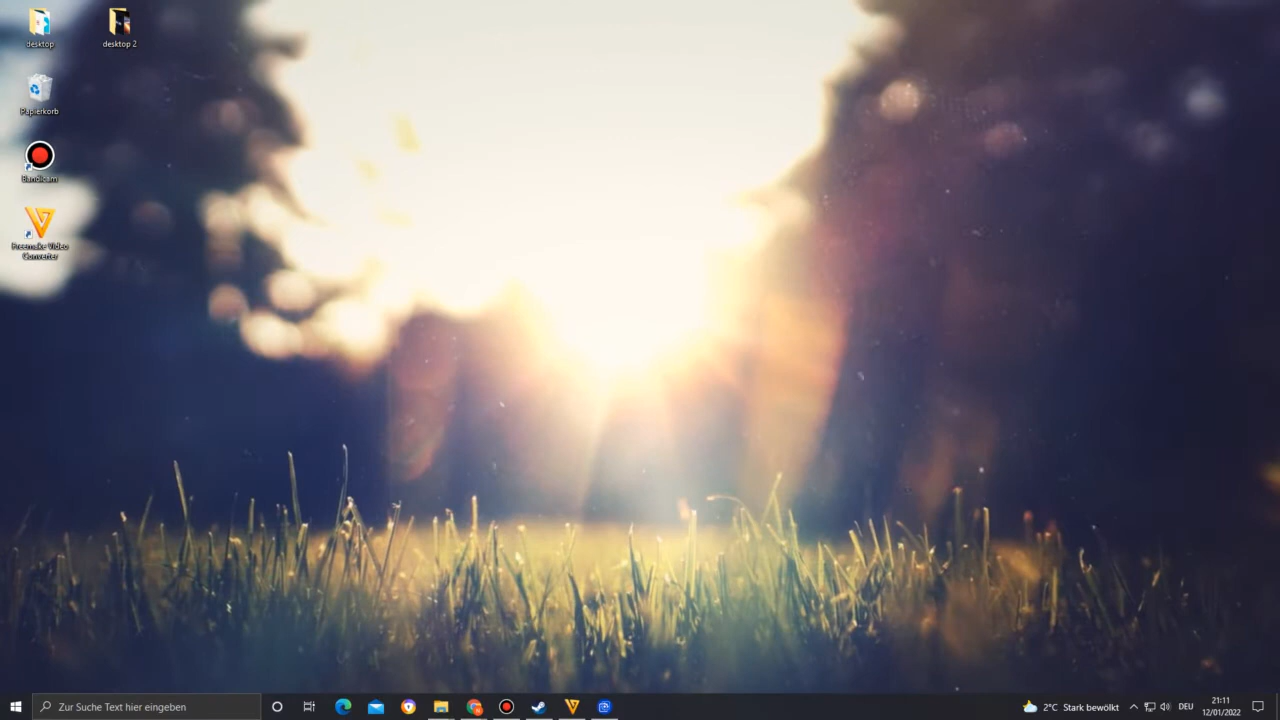 desktop
desktop 2
Papierkorb
Bandicam
Freemake Video
Converter
Zur Suche Text hier eingeben
2°C Stark bewölkt
DEU
21:11
12/01/2022